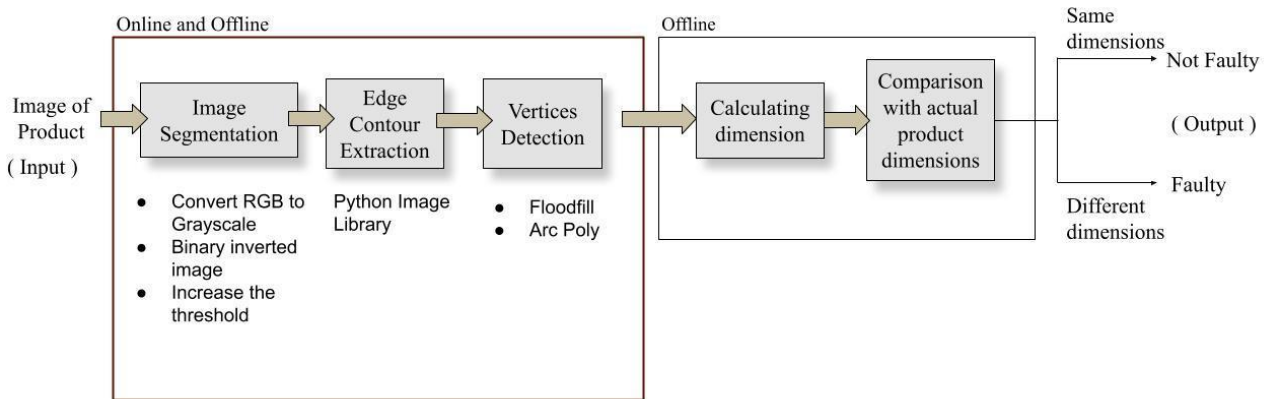 Online and Offline
Image of
Product
( Input )
Image
Segmentation
Edge
Contour
Extraction
Vertices
Detection
● Convert RGB to
Grayscale
● Binary inverted
image
● Increase the
threshold
Python Image
Library
● Floodfill
● Arc Poly
Offline
Calculating
dimension
Comparison
with actual
product
dimensions
Same
dimensions
Not Faulty
( Output )
Faulty
Different
dimensions